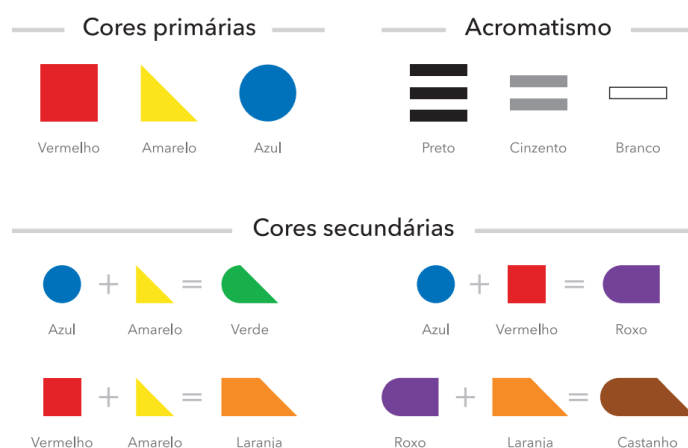 Cores primárias
Acromatismo
Vermelho Amarelo Azul
Preto Cinzento Branco
Cores secundárias
+ = + =
Azul Amarelo Verde
Azul Vermelho Roxo
+ = + =
Vermelho Amarelo Laranja
Roxo Laranja Castanho